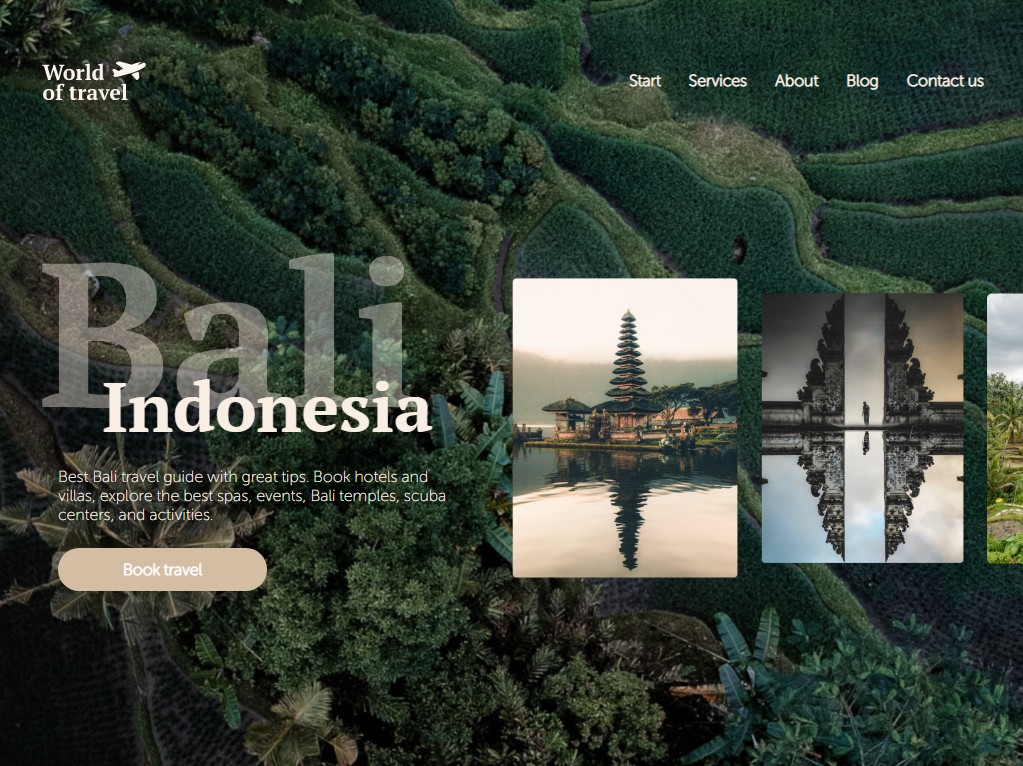 World
of travel
Start Services About Blog Contact us
Bali
Indonesia
Best Bali travel guide with great tips. Book hotels and
villas, explore the best spas, events, Bali temples, scuba
centers, and activities.
Book travel